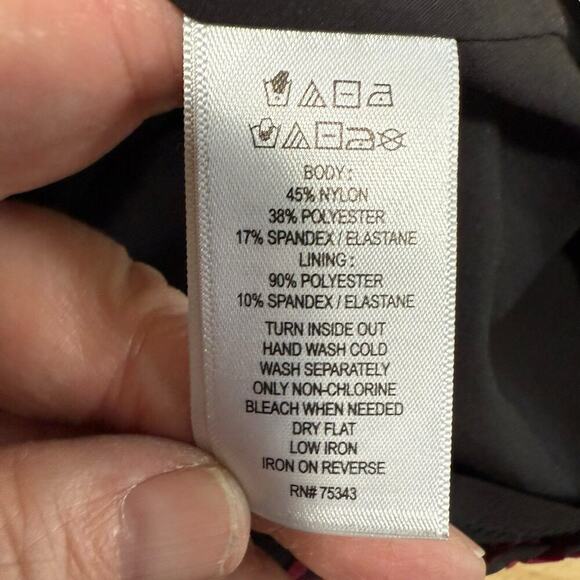 BODY :
45% NYLON
38% POLYESTER
17% SPANDEX / ELASTANE
LINING :
90% POLYESTER
10% SPANDEX / ELASTANE
TURN INSIDE OUT
HAND WASH COLD
WASH SEPARATELY
ONLY NON-CHLORINE
BLEACH WHEN NEEDED
DRY FLAT
LOW IRON
IRON ON REVERSE
RN# 75343